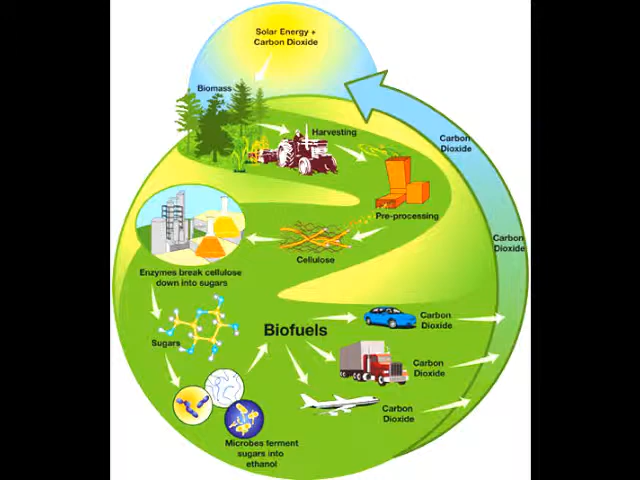 Solar Energy +
Carbon Dioxide
Biomass
Harvesting
Carbon
Dioxide
Pre-processing
Carbon
Dioxide
Cellulose
Enzymes break cellulose
down into sugars
Sugars
Biofuels
Carbon
Dioxide
Carbon
Dioxide
Carbon
Dioxide
Microbes ferment
sugars into
ethanol